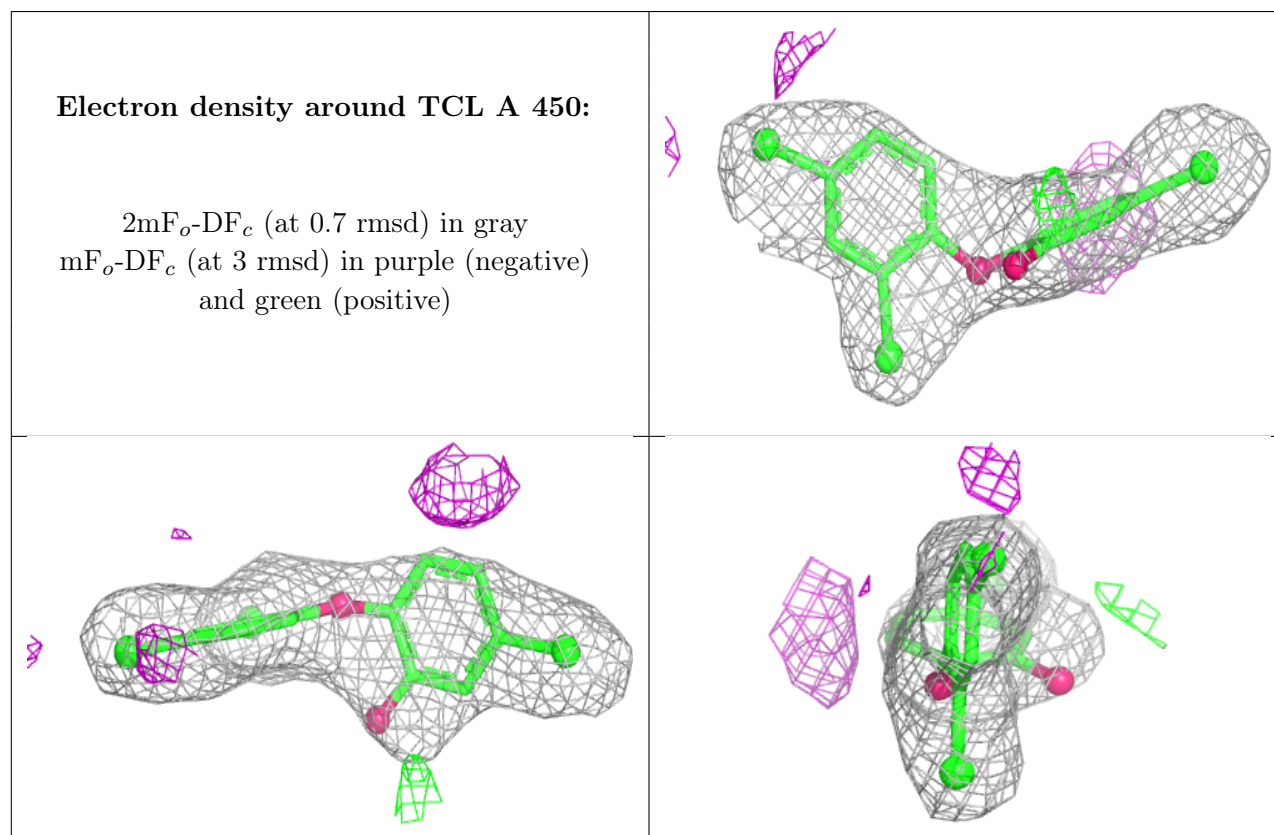 Electron density around TCL A 450:
2mFo-DFc (at 0.7 rmsd) in gray
mFo-DFc (at 3 rmsd) in purple (negative)
and green (positive)